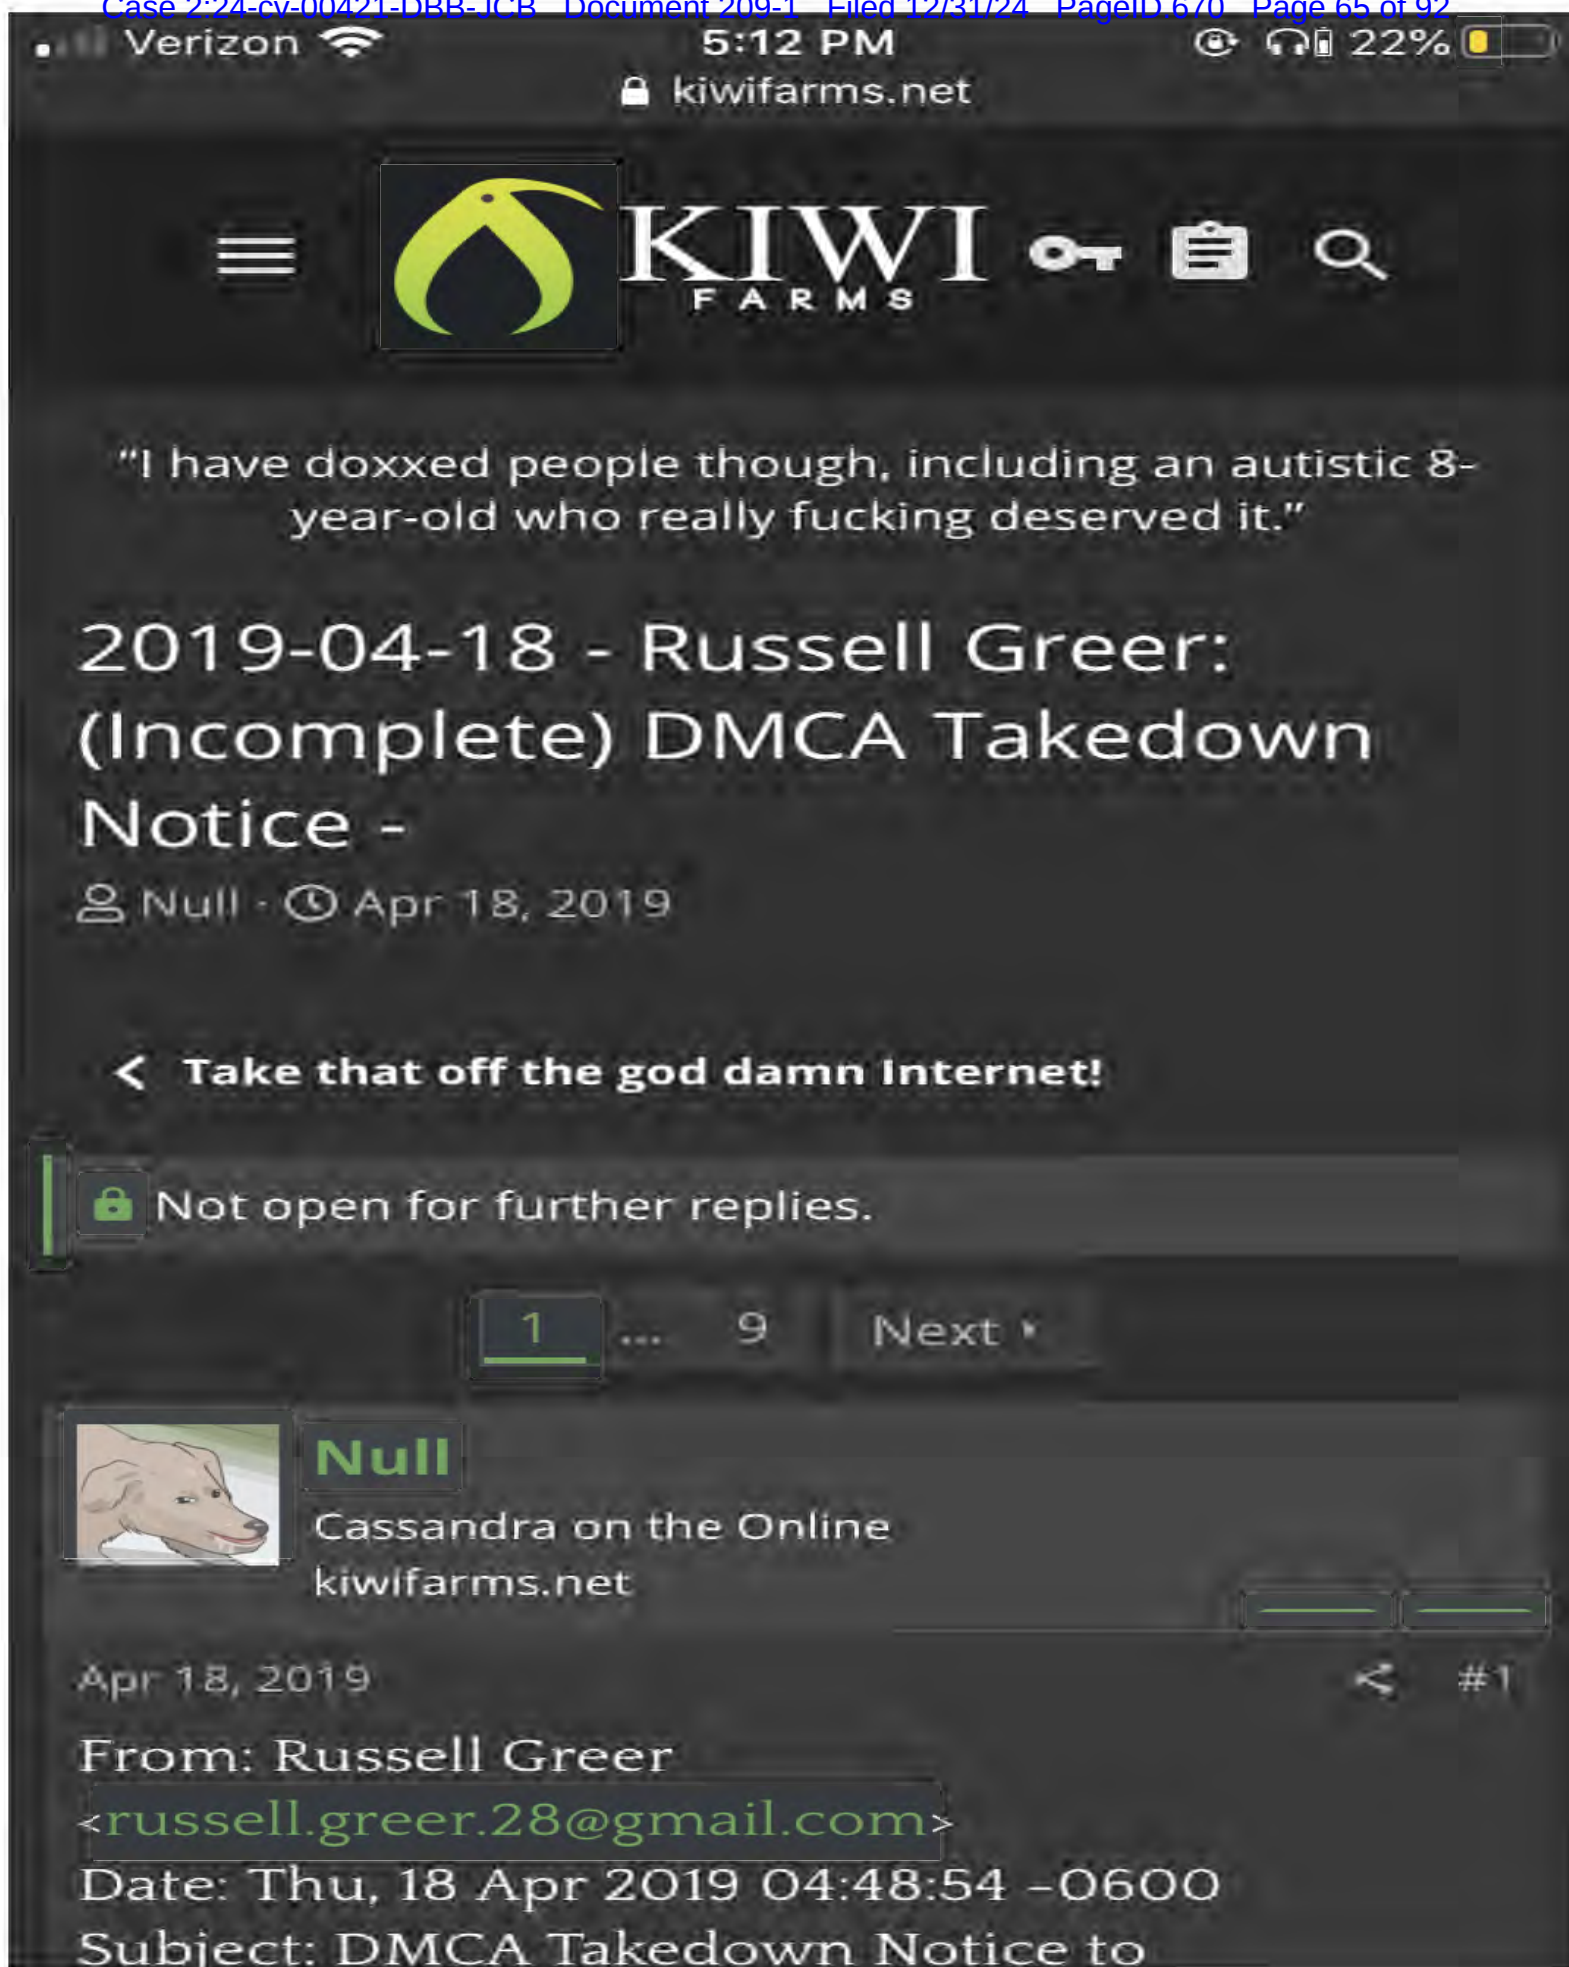 Case 2:24-cv-00421-DBB-JCB Document 209-1 Filed 12/31/24 PageID.670 Page 65 of 92
Verizon 5:12 PM 22%
kiwifarms.net
KIWI
FARMS
“I have doxxed people though, including an autistic 8-
year-old who really fucking deserved it.”
2019-04-18 - Russell Greer:
(Incomplete) DMCA Takedown
Notice -
Null · Apr 18, 2019
Take that off the god damn Internet!
Not open for further replies.
1 ... 9 Next
Null
Cassandra on the Online
kiwifarms.net
Apr 18, 2019 #1
From: Russell Greer
<russell.greer.28@gmail.com>
Date: Thu, 18 Apr 2019 04:48:54 -0600
Subject: DMCA Takedown Notice to